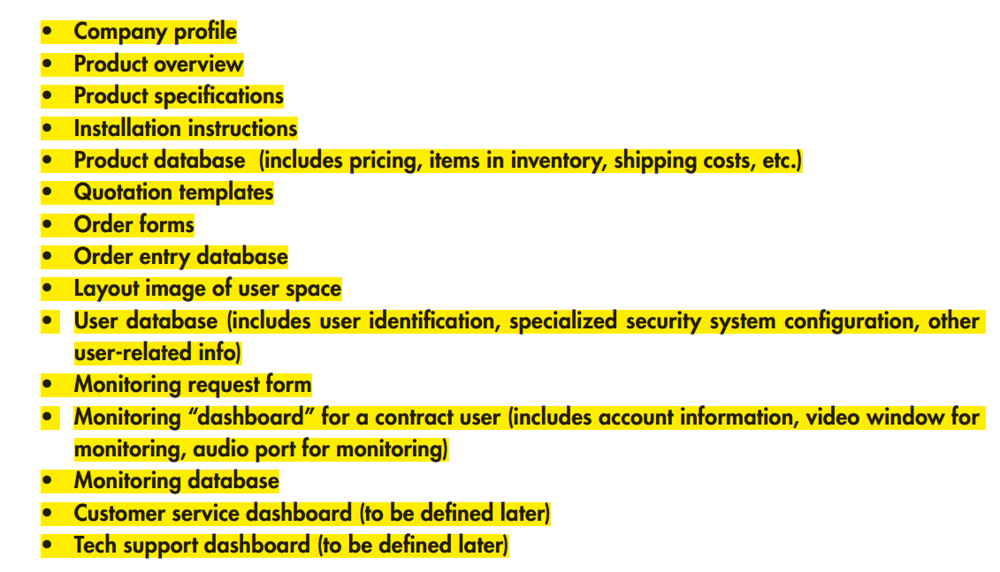 • Company profile
• Product overview
• Product specifications
• Installation instructions
• Product database (includes pricing, items in inventory, shipping costs, etc.)
• Quotation templates
• Order forms
• Order entry database
• Layout image of user space
• User database (includes user identification, specialized security system configuration, other
user-related info)
• Monitoring request form
• Monitoring “dashboard” for a contract user (includes account information, video window for
monitoring, audio port for monitoring)
• Monitoring database
• Customer service dashboard (to be defined later)
• Tech support dashboard (to be defined later)